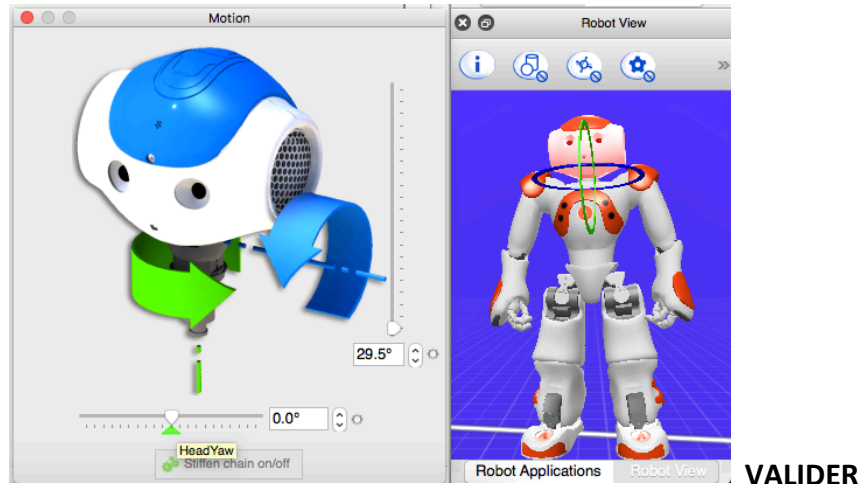 Motion
Robot View
i
»
29.5°
0.0°
HeadYaw
Stiffen chain on/off
Robot Applications
Robot View
VALIDER